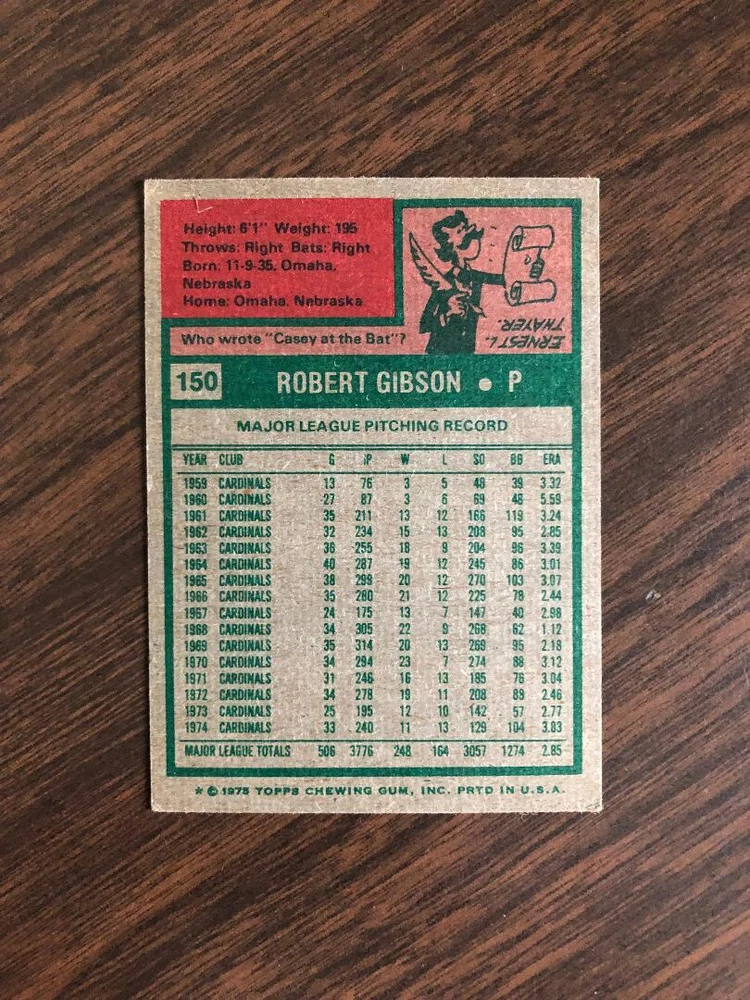 Height: 6'1" Weight: 195
Throws: Right Bats: Right
Born: 11-9-35, Omaha,
Nebraska
Home: Omaha, Nebraska
Who wrote "Casey at the Bat"?
ERNEST L.
THAYER.
150 ROBERT GIBSON • P
MAJOR LEAGUE PITCHING RECORD
YEAR CLUB G IP W L SO BB ERA
1959 CARDINALS 13 76 3 5 48 39 3.32
1960 CARDINALS 27 87 3 6 69 48 5.59
1961 CARDINALS 35 211 13 12 166 119 3.24
1962 CARDINALS 32 234 15 13 208 95 2.85
1963 CARDINALS 36 255 18 9 204 96 3.39
1964 CARDINALS 40 287 19 12 245 86 3.01
1965 CARDINALS 38 299 20 12 270 103 3.07
1966 CARDINALS 35 280 21 12 225 78 2.44
1967 CARDINALS 24 175 13 7 147 40 2.98
1968 CARDINALS 34 305 22 9 268 62 1.12
1969 CARDINALS 35 314 20 13 269 95 2.18
1970 CARDINALS 34 294 23 7 274 88 3.12
1971 CARDINALS 31 246 16 13 185 76 3.04
1972 CARDINALS 34 278 19 11 208 88 2.46
1973 CARDINALS 25 195 12 10 142 57 2.77
1974 CARDINALS 33 240 11 13 129 104 3.83
MAJOR LEAGUE TOTALS 506 3776 248 164 3057 1274 2.85
* © 1975 TOPPS CHEWING GUM, INC. PRTD IN U.S.A.